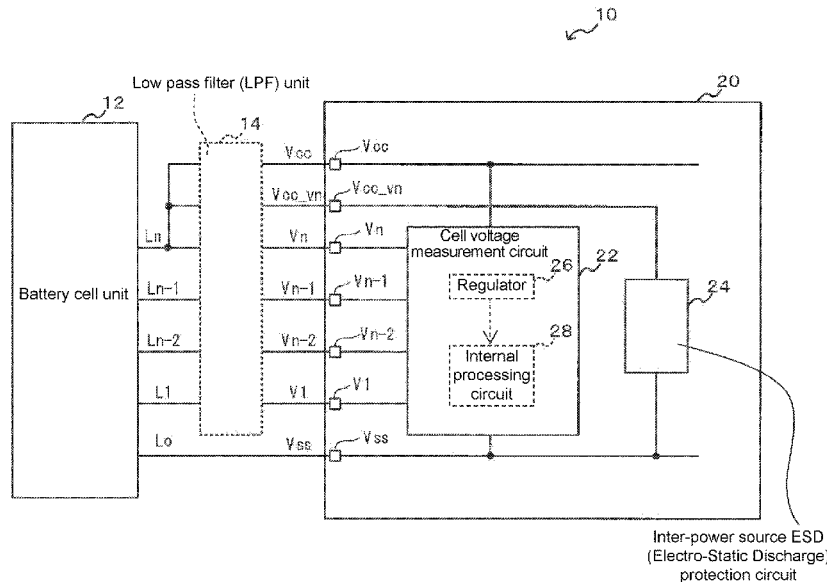 10
Low pass filter (LPF) unit
12
14
20
Vcc
Vcc
Vcc_vn
Vcc_vn
Ln
Vn
Vn
Cell voltage
measurement circuit
22
26
Regulator
24
Battery cell unit
Ln-1
Vn-1
Vn-1
Ln-2
Vn-2
Vn-2
28
Internal
processing
circuit
L1
V1
V1
Lo
Vss
Vss
Inter-power source ESD
(Electro-Static Discharge)
protection circuit